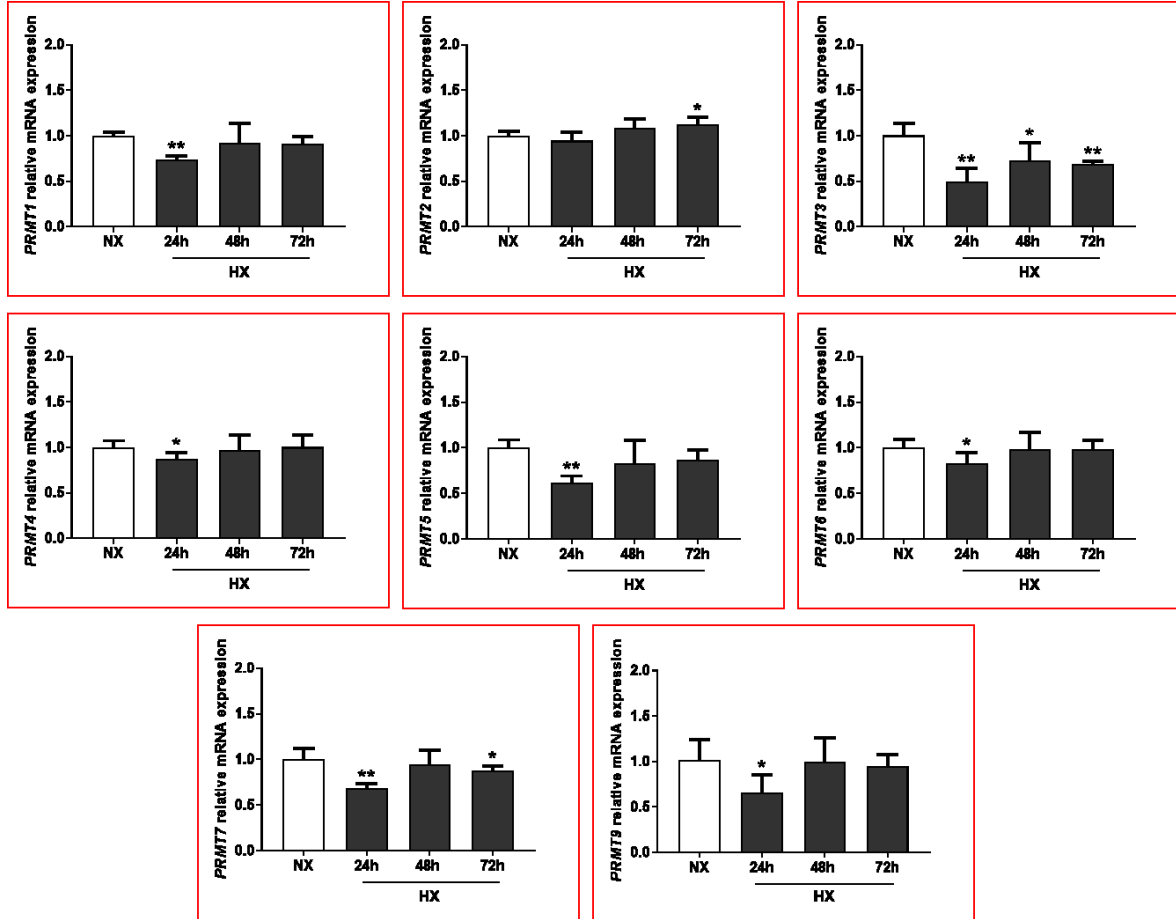 PRMT1 relative mRNA expression
2.0
1.5
1.0
0.5
0.0
**
NX 24h 48h 72h
HX
PRMT2 relative mRNA expression
2.0
1.5
1.0
0.5
0.0
*
NX 24h 48h 72h
HX
PRMT3 relative mRNA expression
2.0
1.5
1.0
0.5
0.0
** * **
NX 24h 48h 72h
HX
PRMT4 relative mRNA expression
2.0
1.5
1.0
0.5
0.0
*
NX 24h 48h 72h
HX
PRMT5 relative mRNA expression
2.0
1.5
1.0
0.5
0.0
**
NX 24h 48h 72h
HX
PRMT6 relative mRNA expression
2.0
1.5
1.0
0.5
0.0
*
NX 24h 48h 72h
HX
PRMT7 relative mRNA expression
2.0
1.5
1.0
0.5
0.0
** *
NX 24h 48h 72h
HX
PRMT9 relative mRNA expression
2.0
1.5
1.0
0.5
0.0
*
NX 24h 48h 72h
HX